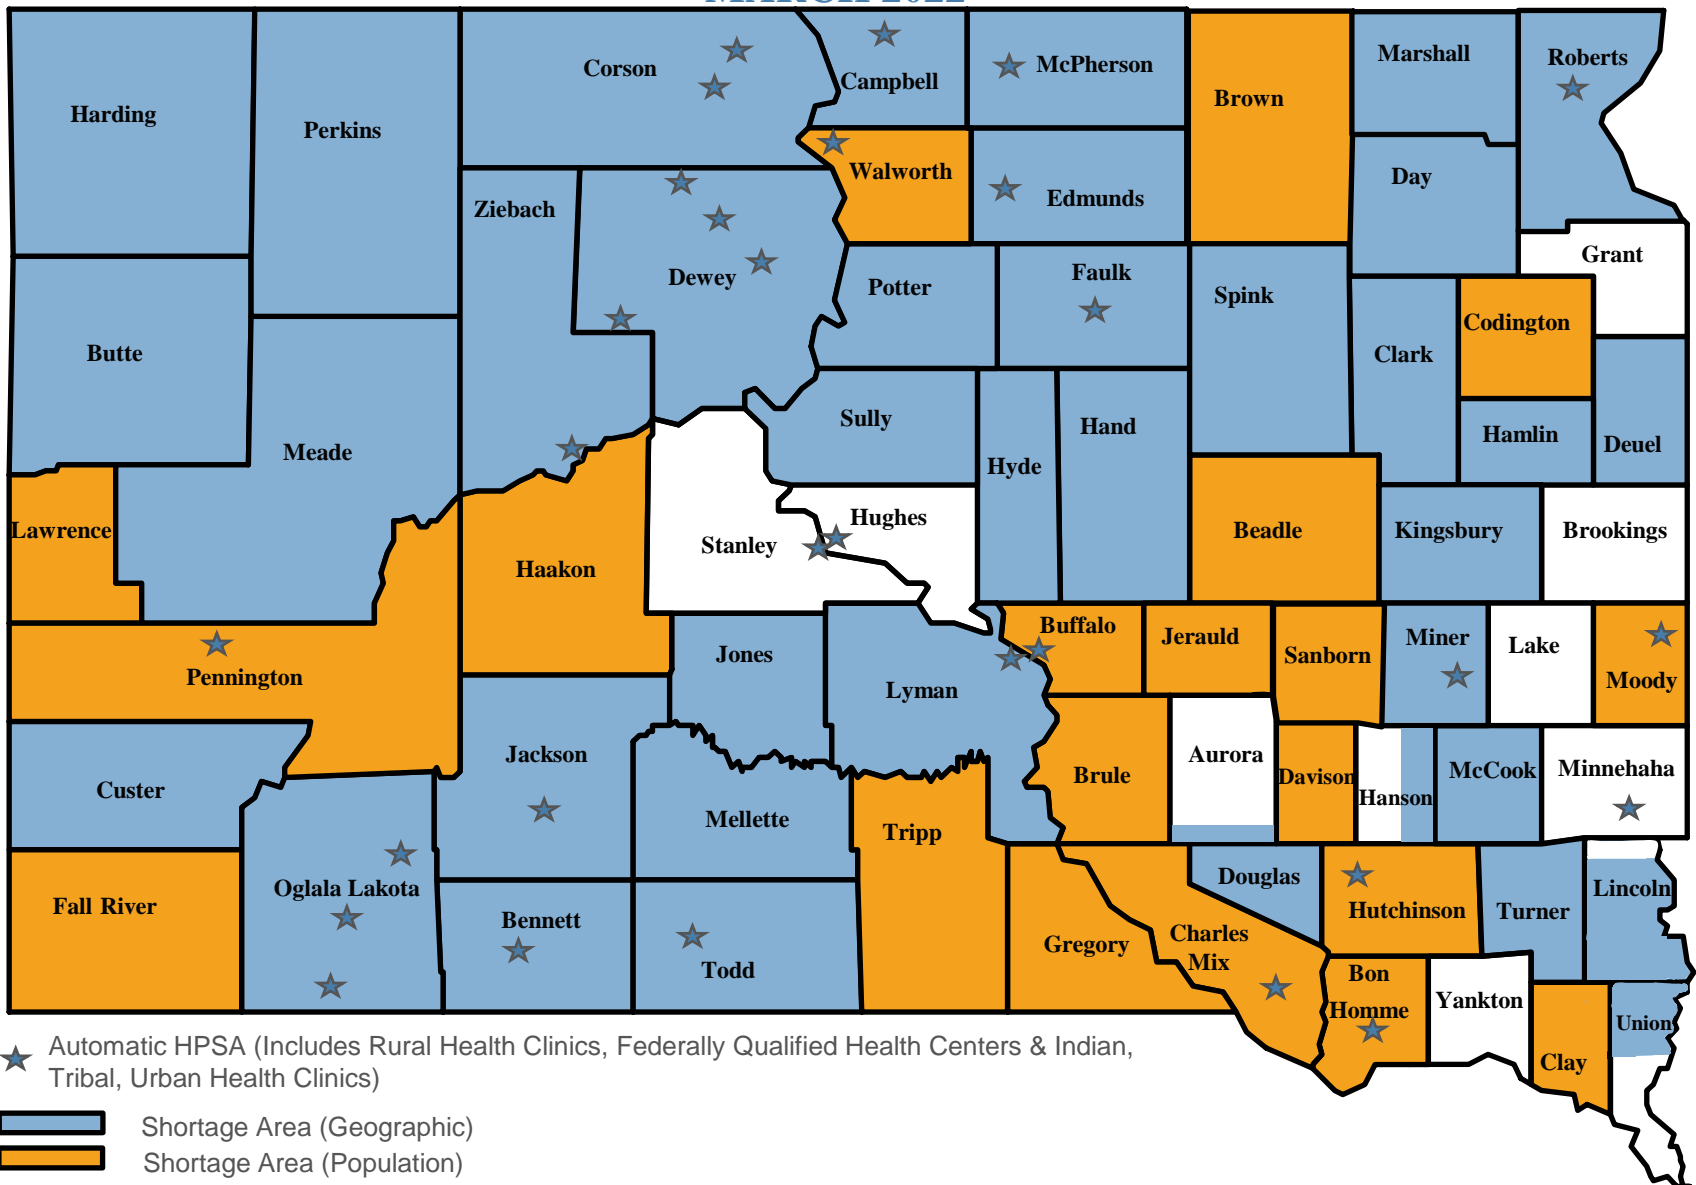 MARCH 2022
Corson
Campbell
McPherson
Brown
Marshall
Roberts
Harding
Perkins
Walworth
Edmunds
Day
Ziebach
Dewey
Potter
Faulk
Spink
Grant
Codington
Clark
Butte
Meade
Sully
Hyde
Hand
Hamlin
Deuel
Lawrence
Haakon
Stanley
Hughes
Beadle
Kingsbury
Brookings
Pennington
Jones
Lyman
Buffalo
Jerauld
Sanborn
Miner
Lake
Moody
Custer
Jackson
Mellette
Tripp
Brule
Aurora
Davison
Hanson
McCook
Minnehaha
Fall River
Oglala Lakota
Bennett
Todd
Gregory
Charles
Mix
Douglas
Hutchinson
Turner
Lincoln
Bon
Homme
Yankton
Clay
Union
Automatic HPSA (Includes Rural Health Clinics, Federally Qualified Health Centers & Indian,
Tribal, Urban Health Clinics)
Shortage Area (Geographic)
Shortage Area (Population)